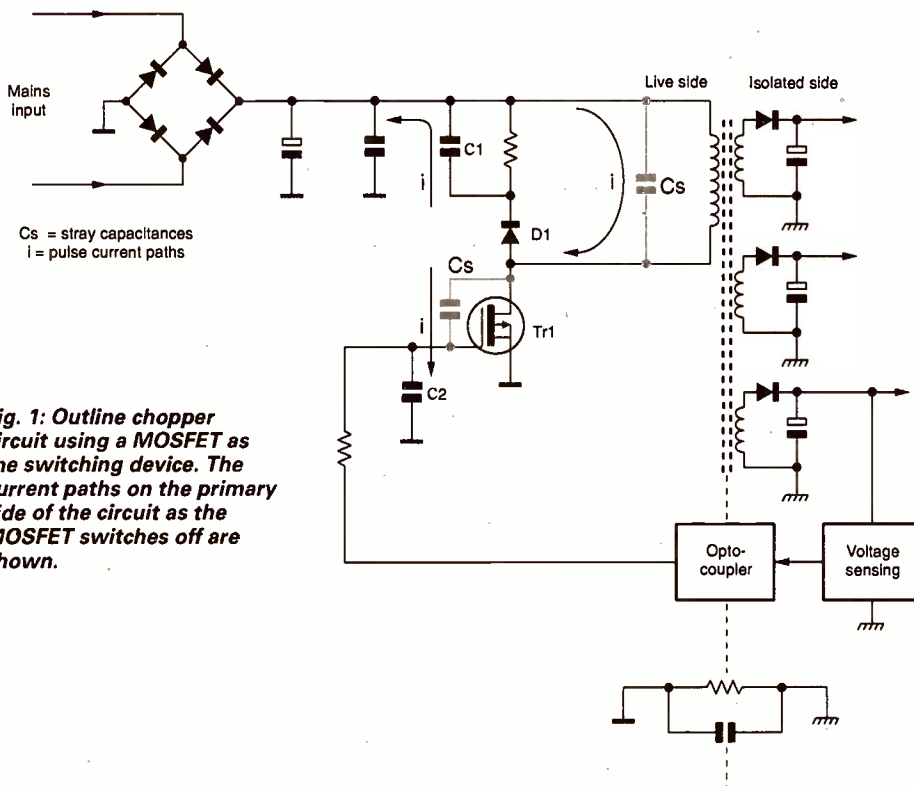 Mains
input
Live side
Isolated side
C1
i
i
Cs
D1
Cs = stray capacitances
i = pulse current paths
Cs
i
Tr1
C2
ig. 1: Outline chopper
ircuit using a MOSFET as
he switching device. The
urrent paths on the primary
ide of the circuit as the
MOSFET switches off are
hown.
Opto-
coupler
Voltage
sensing